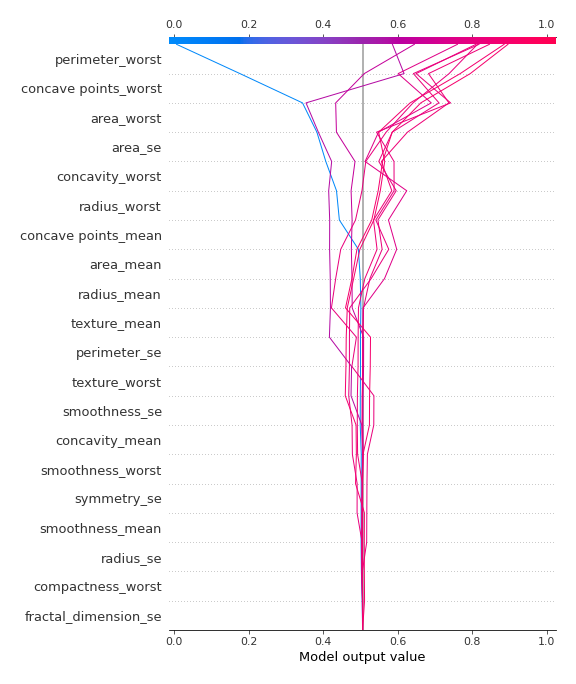 0.0 0.2 0.4 0.6 0.8 1.0
perimeter_worst
concave points_worst
area_worst
area_se
concavity_worst
radius_worst
concave points_mean
area_mean
radius_mean
texture_mean
perimeter_se
texture_worst
smoothness_se
concavity_mean
smoothness_worst
symmetry_se
smoothness_mean
radius_se
compactness_worst
fractal_dimension_se
0.0 0.2 0.4 0.6 0.8 1.0
Model output value